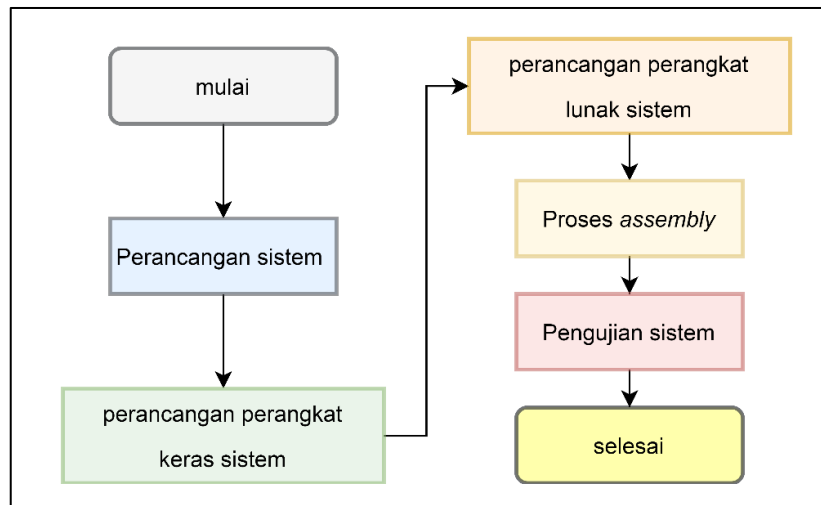 mulai
Perancangan sistem
perancangan perangkat
keras sistem
perancangan perangkat
lunak sistem
Proses assembly
Pengujian sistem
selesai